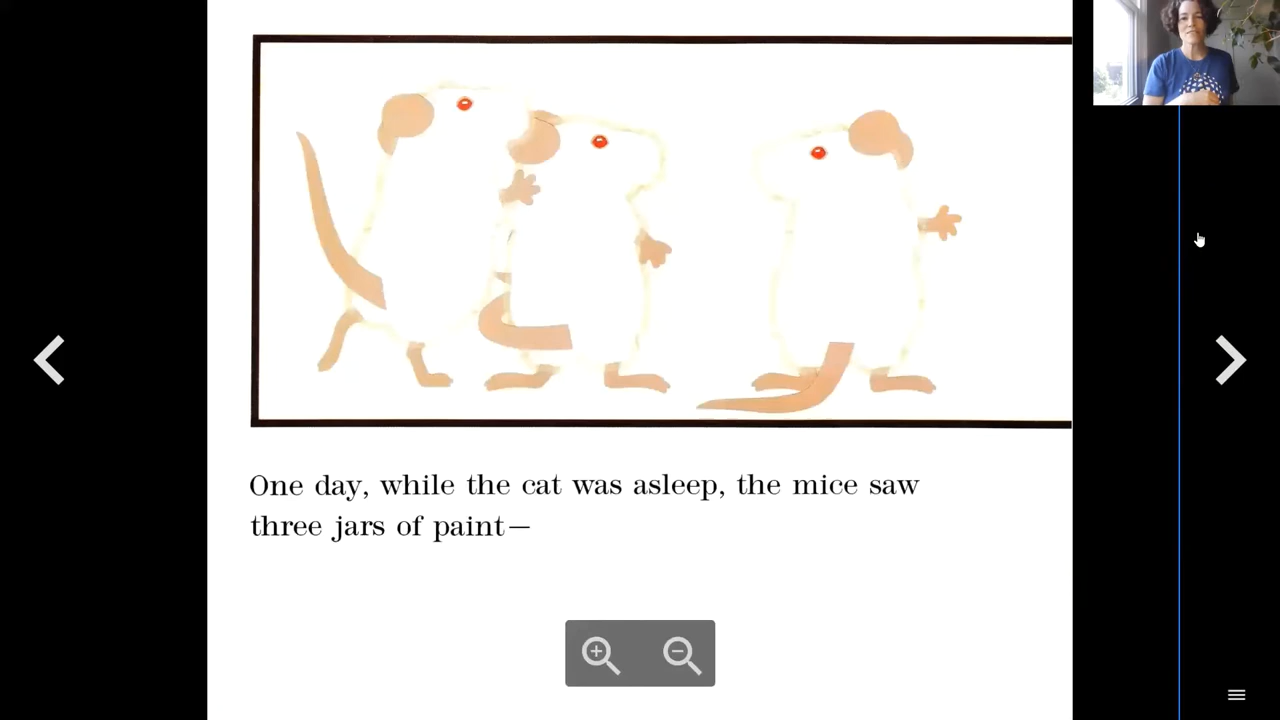 One day, while the cat was asleep, the mice saw
three jars of paint—